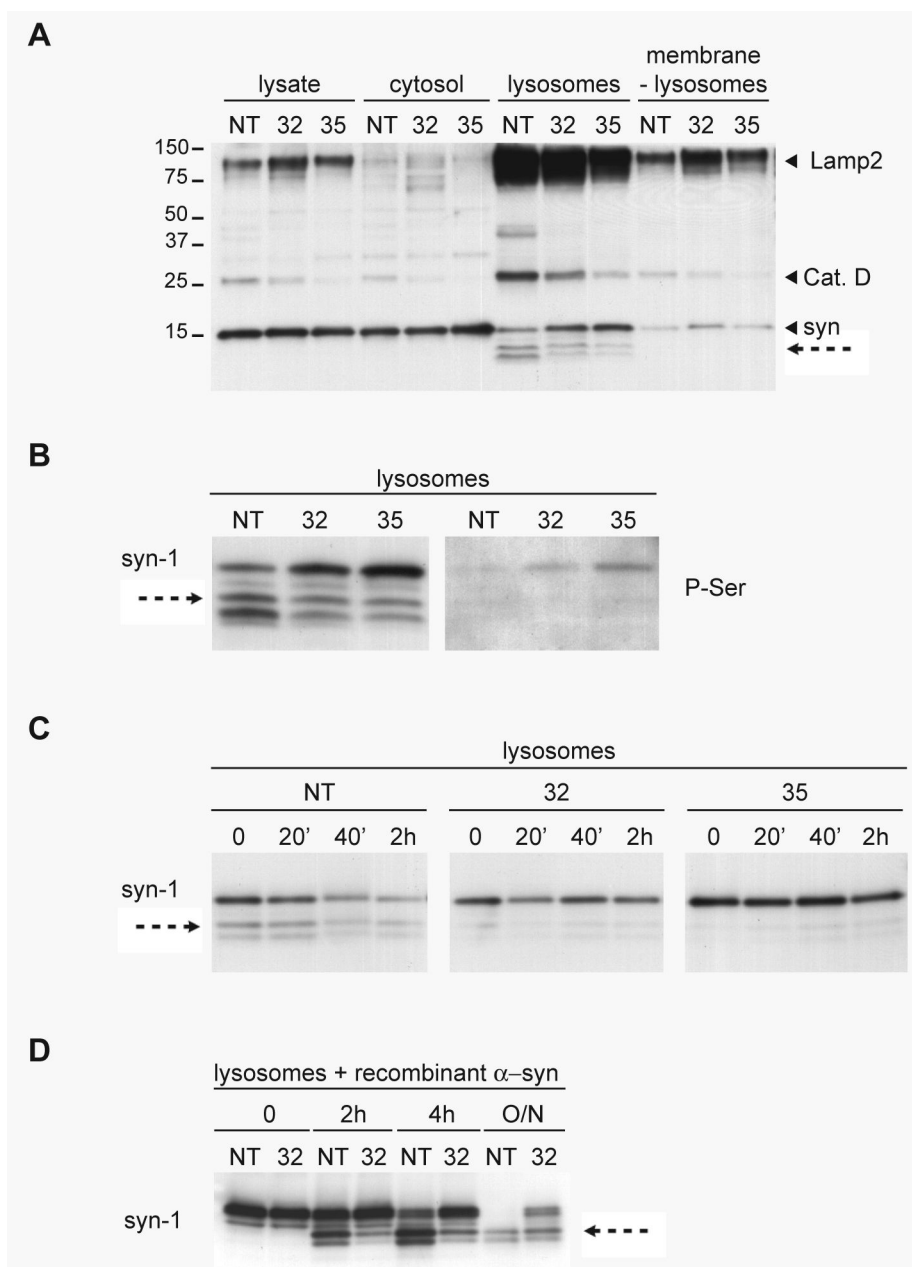 A
lysate cytosol lysosomes membrane - lysosomes
NT 32 35 NT 32 35 NT 32 35 NT 32 35
150
75
50
37
25
15
Lamp2
Cat. D
syn
B
lysosomes
NT 32 35 NT 32 35
syn-1
P-Ser
C
lysosomes
NT 32 35
0 20' 40' 2h 0 20' 40' 2h 0 20' 40' 2h
syn-1
D
lysosomes + recombinant α–syn
0 2h 4h O/N
NT 32 NT 32 NT 32 NT 32
syn-1